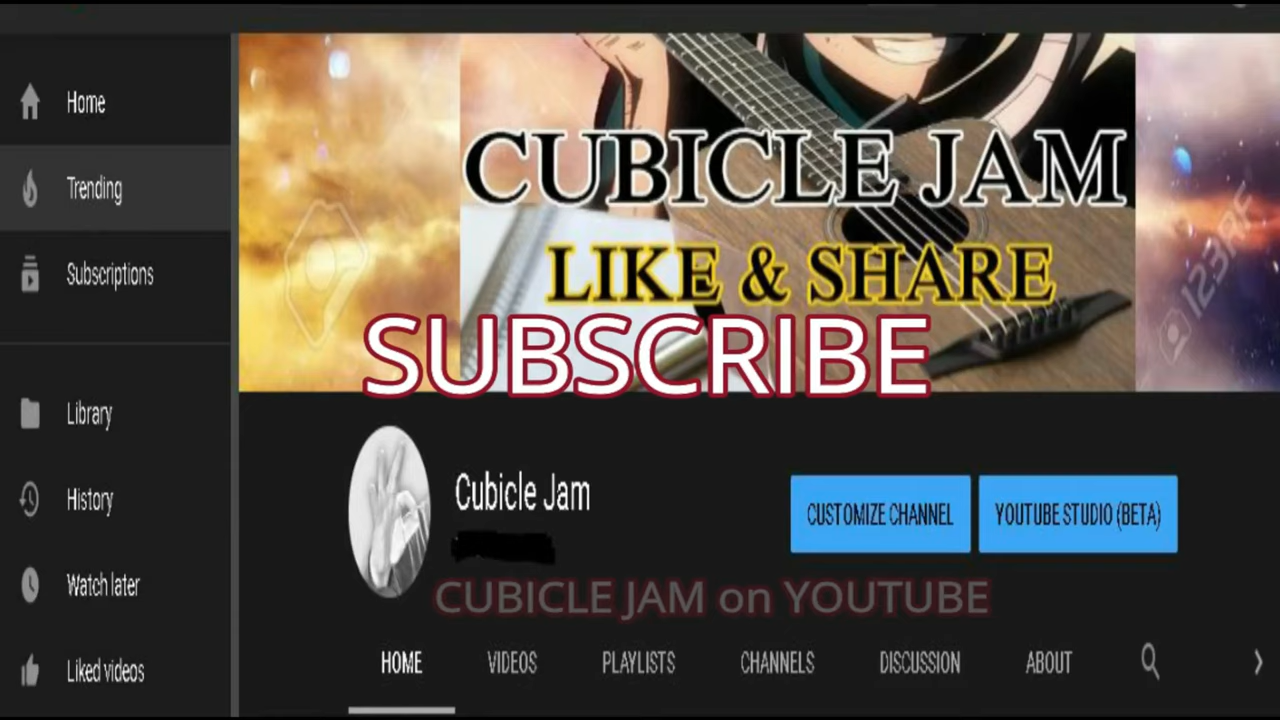 Home
Trending
Subscriptions
Library
History
Watch later
Liked videos
CUBICLE JAM
LIKE & SHARE
SUBSCRIBE
123RF
Cubicle Jam
CUSTOMIZE CHANNEL
YOUTUBE STUDIO (BETA)
CUBICLE JAM on YOUTUBE
HOME VIDEOS PLAYLISTS CHANNELS DISCUSSION ABOUT